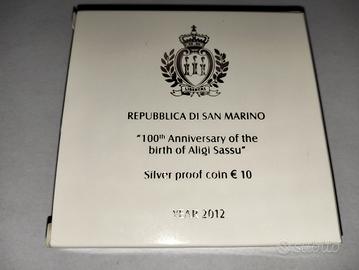 LIBERTAS
REPUBBLICA DI SAN MARINO
"100th Anniversary of the
birth of Aligi Sassu"
Silver proof coin € 10
YEAR 2012
subito